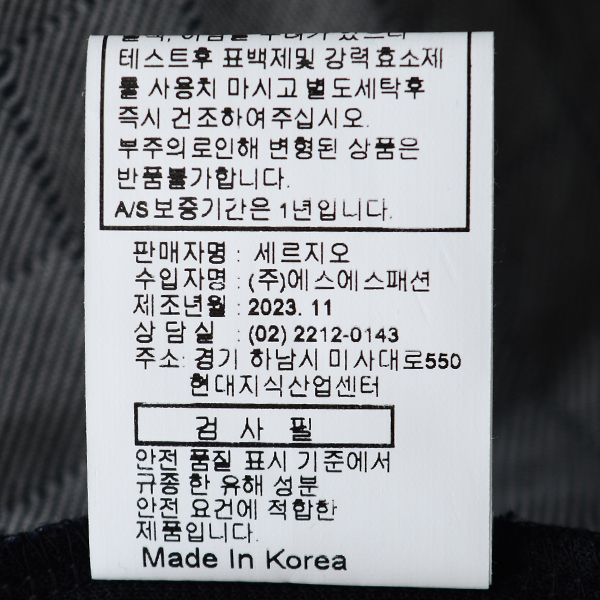 테스트후 표백제및 강력효소제
를 사용치 마시고 별도세탁후
즉시 건조하여주십시오.
부주의로인해 변형된 상품은
반품불가합니다.
A/S보증기간은 1년입니다.
판매자명 : 세르지오
수입자명 : (주)에스에스패션
제조년월 : 2023. 11
상 담 실 : (02) 2212-0143
주소: 경기 하남시 미사대로550
현대지식산업센터
검 사 필
안전 품질 표시 기준에서
규종 한 유해 성분
안전 요건에 적합한
제품입니다.
Made In Korea